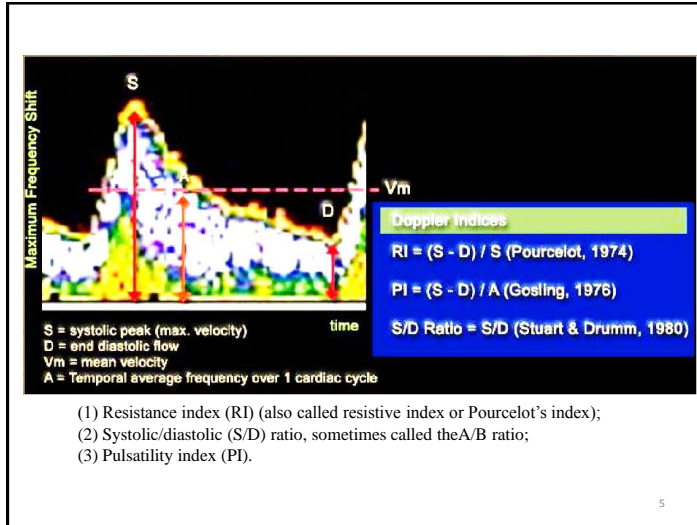 Maximum Frequency Shift
S
A
D
Vm
time
S = systolic peak (max. velocity)
D = end diastolic flow
Vm = mean velocity
A = Temporal average frequency over 1 cardiac cycle
Doppler Indices
RI = (S - D) / S (Pourcelot, 1974)
PI = (S - D) / A (Gosling, 1976)
S/D Ratio = S/D (Stuart & Drumm, 1980)
(1) Resistance index (RI) (also called resistive index or Pourcelot's index);
(2) Systolic/diastolic (S/D) ratio, sometimes called theA/B ratio;
(3) Pulsatility index (PI).
5